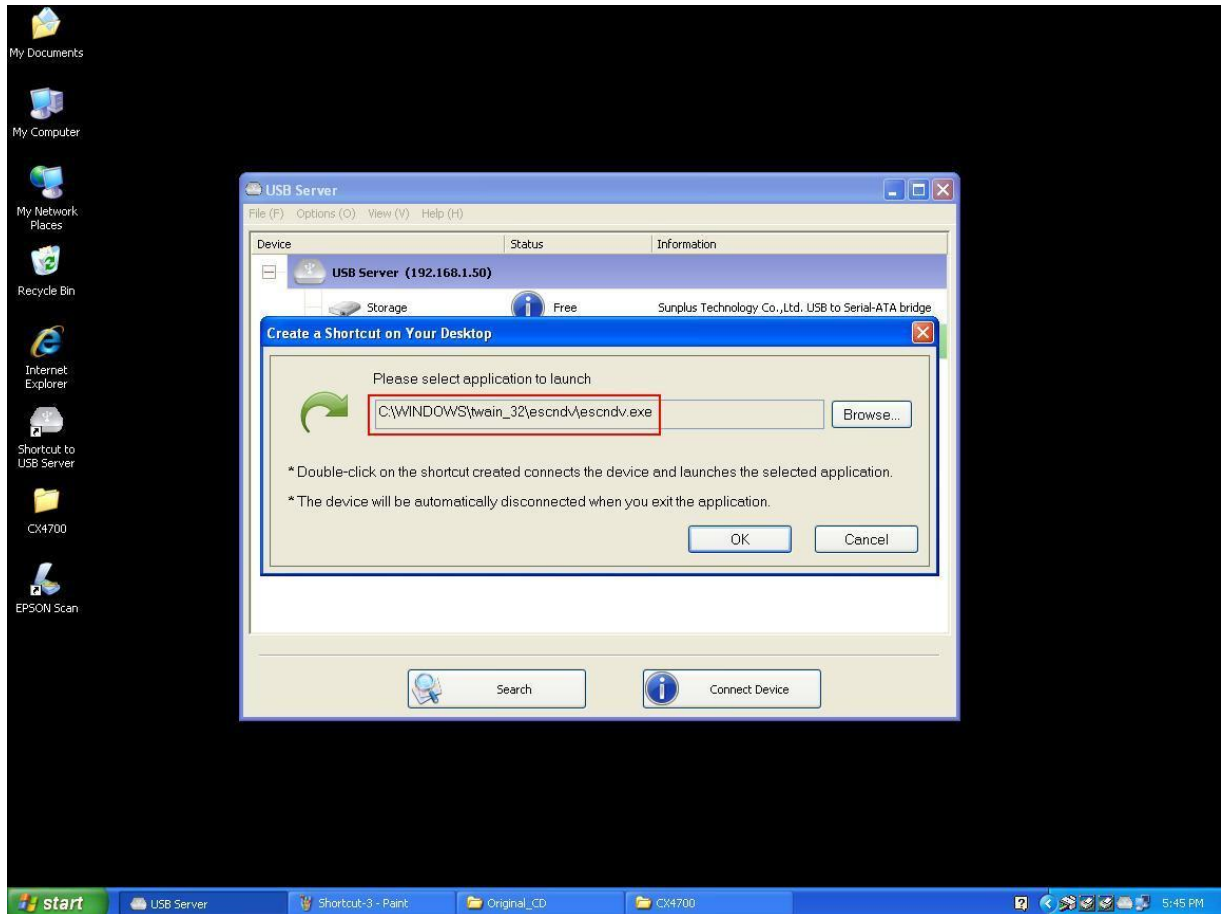 My Documents
My Computer
My Network
Places
Recycle Bin
Internet
Explorer
Shortcut to
USB Server
CX4700
EPSON Scan
USB Server
File (F) Options (O) View (V) Help (H)
Device Status Information
USB Server (192.168.1.50)
Storage Free Sunplus Technology Co.,Ltd. USB to Serial-ATA bridge
Create a Shortcut on Your Desktop
Please select application to launch
C:\WINDOWS\twain_32\escndv\escndv.exe
Browse...
* Double-click on the shortcut created connects the device and launches the selected application.
* The device will be automatically disconnected when you exit the application.
OK Cancel
Search Connect Device
start USB Server Shortcut-3 - Paint Original_CD CX4700 5:45 PM